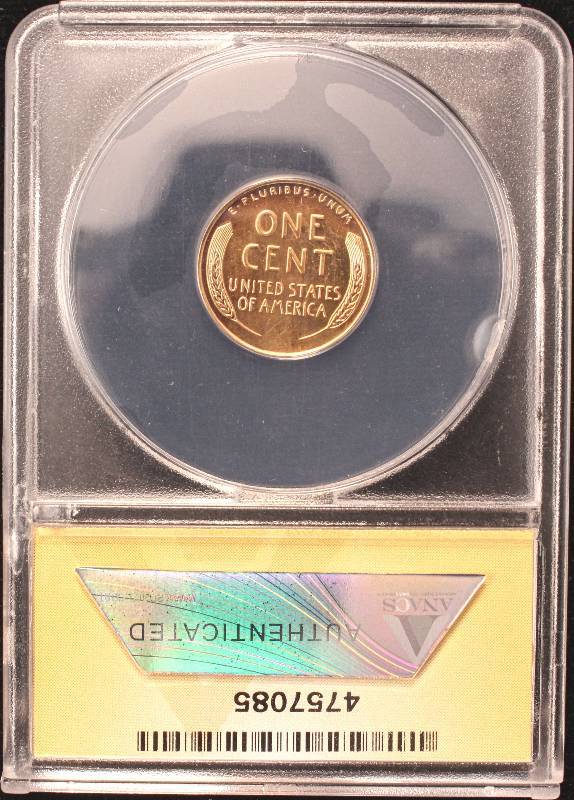 E·PLURIBUS·UNUM
ONE
CENT
UNITED STATES
OF AMERICA
4757085
AUTHENTICATED
ANACS